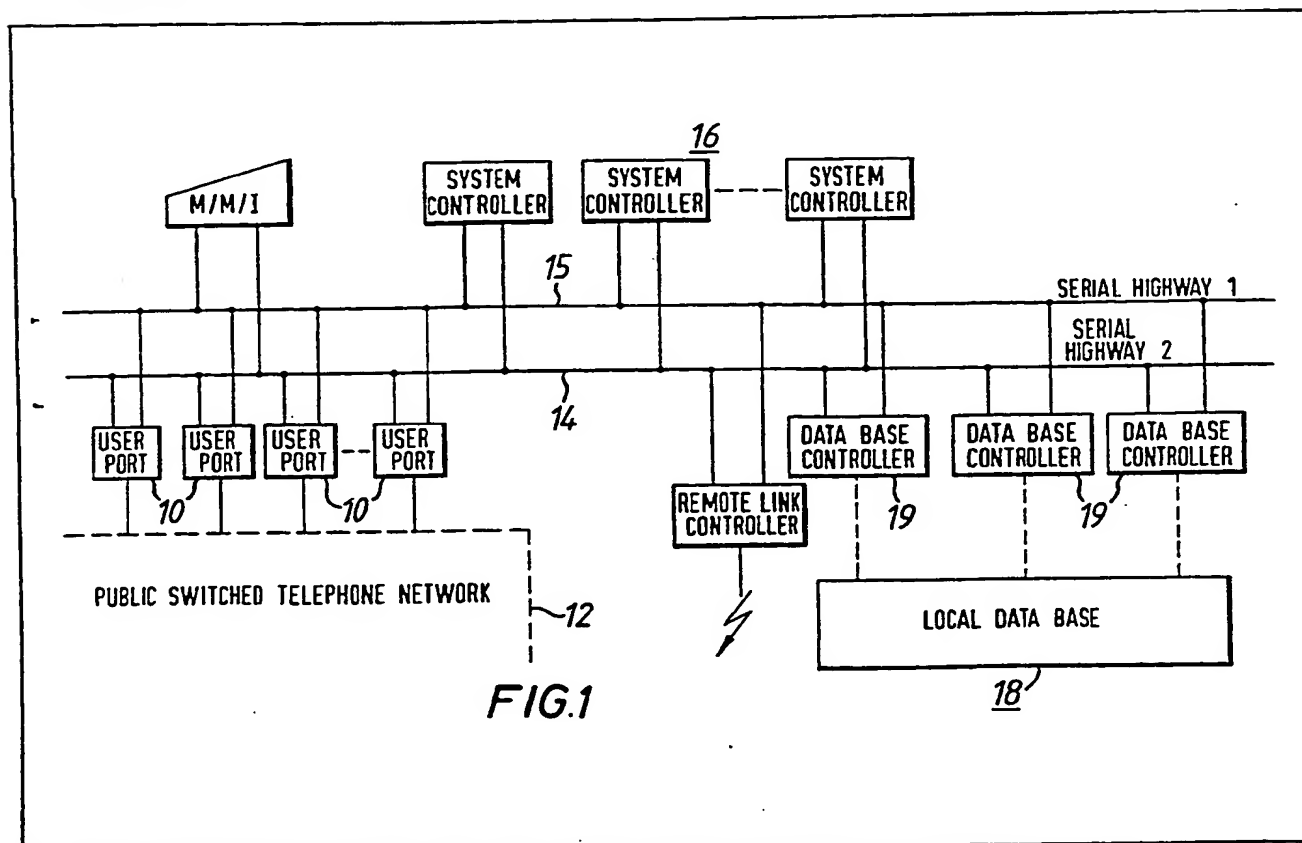 16
M/M/I
SYSTEM
CONTROLLER
SYSTEM
CONTROLLER
SYSTEM
CONTROLLER
15
SERIAL HIGHWAY 1
SERIAL
HIGHWAY 2
14
USER
PORT
USER
PORT
USER
PORT
USER
PORT
10
10
DATA BASE
CONTROLLER
DATA BASE
CONTROLLER
DATA BASE
CONTROLLER
19
19
REMOTE LINK
CONTROLLER
PUBLIC SWITCHED TELEPHONE NETWORK
12
LOCAL DATA BASE
18
FIG.1